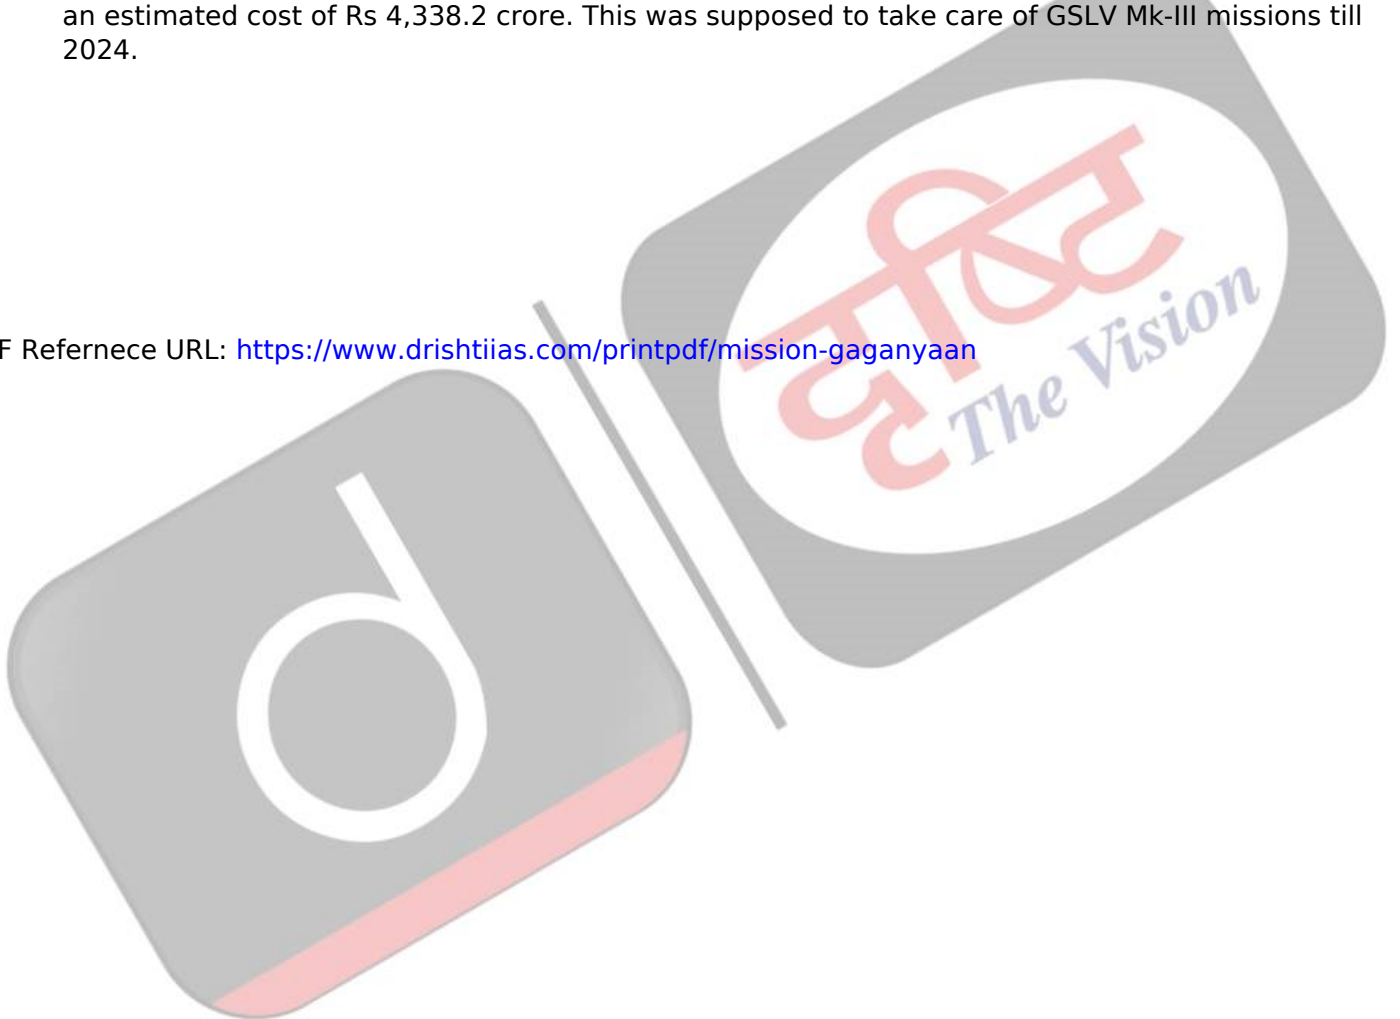 an estimated cost of Rs 4,338.2 crore. This was supposed to take care of GSLV Mk-III missions till
2024.
F Refernece URL: https://www.drishtiias.com/printpdf/mission-gaganyaan
दृष्टि
The Vision
d